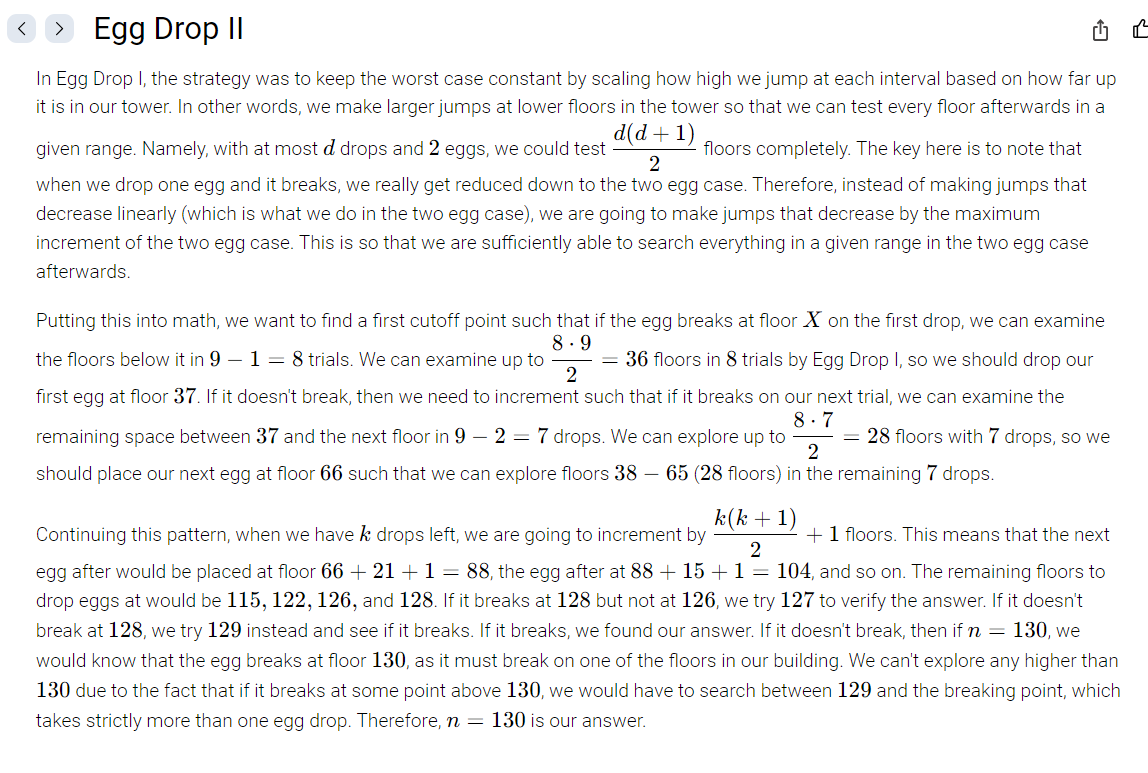 Egg Drop II
In Egg Drop I, the strategy was to keep the worst case constant by scaling how high we jump at each interval based on how far up
it is in our tower. In other words, we make larger jumps at lower floors in the tower so that we can test every floor afterwards in a
given range. Namely, with at most d drops and 2 eggs, we could test d(d + 1)/2 floors completely. The key here is to note that
when we drop one egg and it breaks, we really get reduced down to the two egg case. Therefore, instead of making jumps that
decrease linearly (which is what we do in the two egg case), we are going to make jumps that decrease by the maximum
increment of the two egg case. This is so that we are sufficiently able to search everything in a given range in the two egg case
afterwards.
Putting this into math, we want to find a first cutoff point such that if the egg breaks at floor X on the first drop, we can examine
the floors below it in 9 − 1 = 8 trials. We can examine up to 8 · 9/2 = 36 floors in 8 trials by Egg Drop I, so we should drop our
first egg at floor 37. If it doesn't break, then we need to increment such that if it breaks on our next trial, we can examine the
remaining space between 37 and the next floor in 9 − 2 = 7 drops. We can explore up to 8 · 7/2 = 28 floors with 7 drops, so we
should place our next egg at floor 66 such that we can explore floors 38 − 65 (28 floors) in the remaining 7 drops.
Continuing this pattern, when we have k drops left, we are going to increment by k(k + 1)/2 + 1 floors. This means that the next
egg after would be placed at floor 66 + 21 + 1 = 88, the egg after at 88 + 15 + 1 = 104, and so on. The remaining floors to
drop eggs at would be 115, 122, 126, and 128. If it breaks at 128 but not at 126, we try 127 to verify the answer. If it doesn't
break at 128, we try 129 instead and see if it breaks. If it breaks, we found our answer. If it doesn't break, then if n = 130, we
would know that the egg breaks at floor 130, as it must break on one of the floors in our building. We can't explore any higher than
130 due to the fact that if it breaks at some point above 130, we would have to search between 129 and the breaking point, which
takes strictly more than one egg drop. Therefore, n = 130 is our answer.